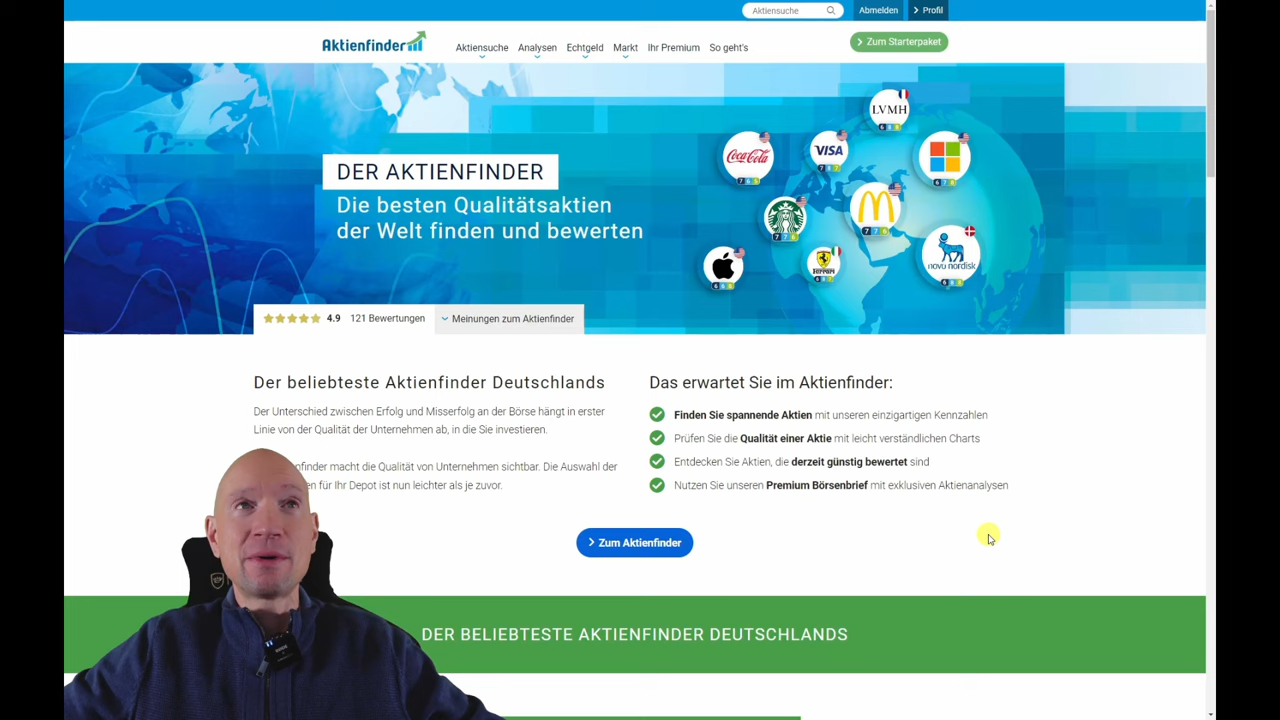 Aktiensuche
Abmelden
Profil
Aktienfinder
Aktiensuche
Analysen
Echtgeld
Markt
Ihr Premium
So geht's
Zum Starterpaket
LVMH
Coca-Cola
VISA
novo nordisk
Ferrari
DER AKTIENFINDER
Die besten Qualitätsaktien
der Welt finden und bewerten
4.9 121 Bewertungen
Meinungen zum Aktienfinder
Der beliebteste Aktienfinder Deutschlands
Der Unterschied zwischen Erfolg und Misserfolg an der Börse hängt in erster
Linie von der Qualität der Unternehmen ab, in die Sie investieren.
finder macht die Qualität von Unternehmen sichtbar. Die Auswahl der
en für Ihr Depot ist nun leichter als je zuvor.
Das erwartet Sie im Aktienfinder:
Finden Sie spannende Aktien mit unseren einzigartigen Kennzahlen
Prüfen Sie die Qualität einer Aktie mit leicht verständlichen Charts
Entdecken Sie Aktien, die derzeit günstig bewertet sind
Nutzen Sie unseren Premium Börsenbrief mit exklusiven Aktienanalysen
Zum Aktienfinder
DER BELIEBTESTE AKTIENFINDER DEUTSCHLANDS